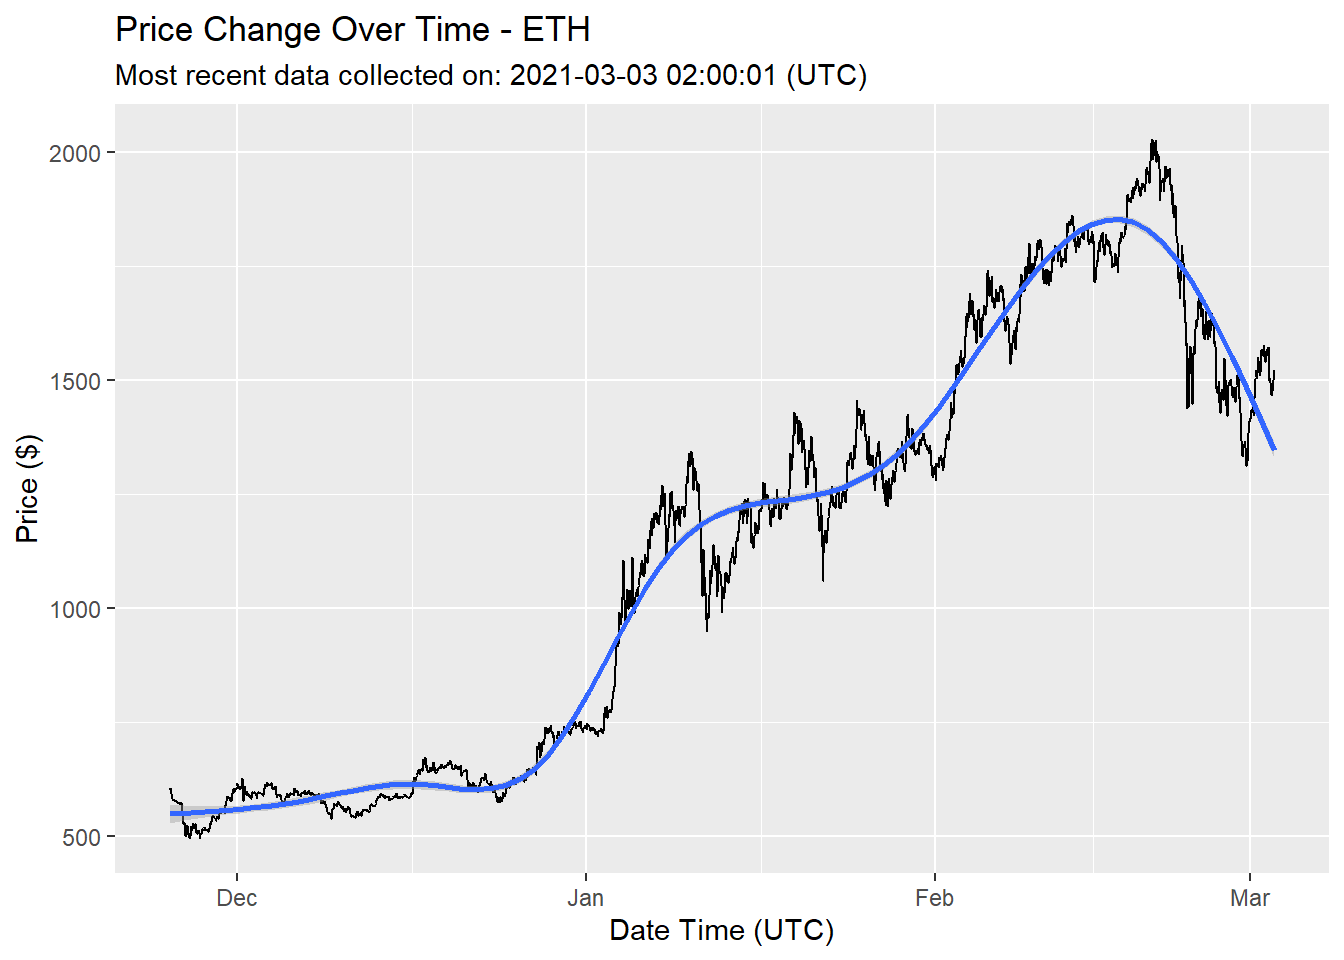 Price Change Over Time - ETH
Most recent data collected on: 2021-03-03 02:00:01 (UTC)
2000
1500
1000
500
Price ($)
Dec Jan Feb Mar
Date Time (UTC)